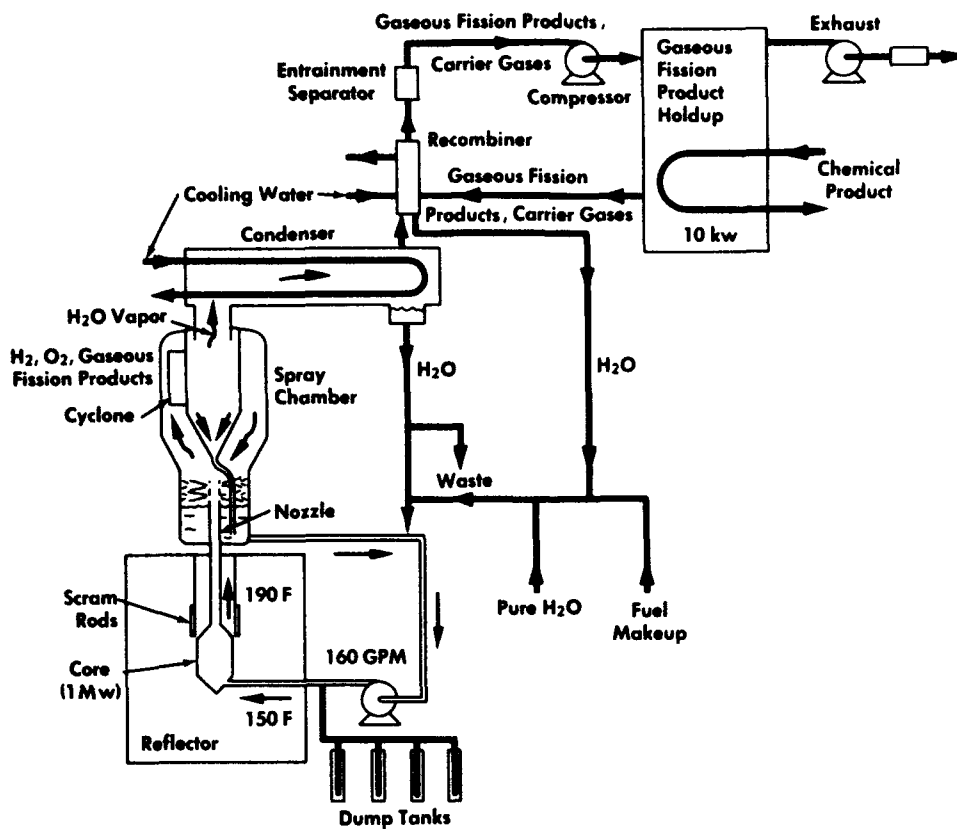 Gaseous Fission Products,
Carrier Gases
Entrainment
Separator
Compressor
Gaseous
Fission
Product
Holdup
Exhaust
Recombiner
Gaseous Fission
Products, Carrier Gases
Chemical
Product
10 kw
Cooling Water
Condenser
H2O Vapor
H2, O2, Gaseous
Fission Products
Cyclone
Spray
Chamber
H2O
H2O
Waste
Nozzle
Pure H2O
Fuel
Makeup
Scram
Rods
190 F
Core
(1 Mw)
160 GPM
150 F
Reflector
Dump Tanks